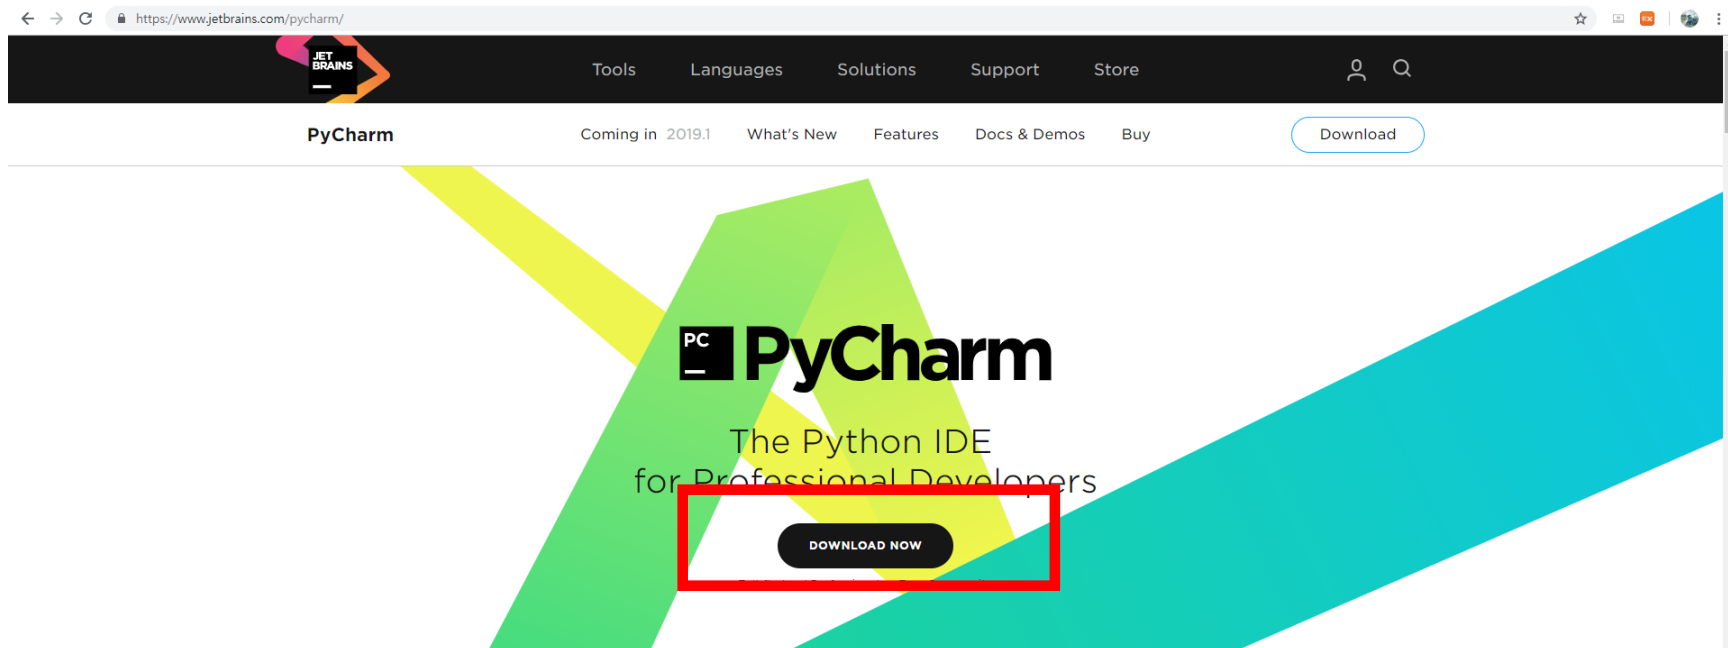 https://www.jetbrains.com/pycharm/
EX
JET
BRAINS
Tools Languages Solutions Support Store
PyCharm Coming in 2019.1 What's New Features Docs & Demos Buy Download
PC PyCharm
The Python IDE
for Professional Developers
DOWNLOAD NOW